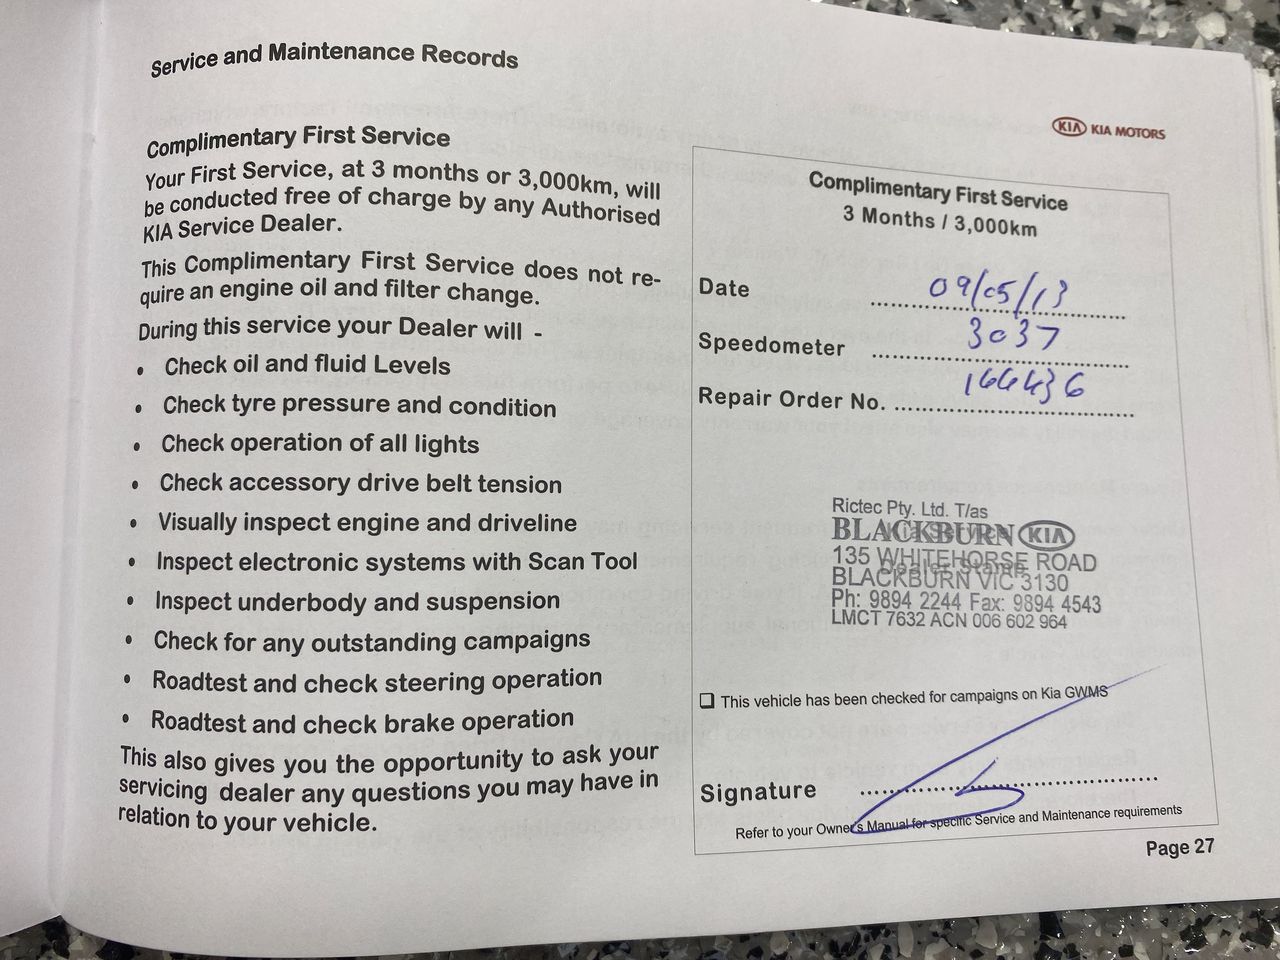 Service and Maintenance Records
Complimentary First Service
Your First Service, at 3 months or 3,000km, will
be conducted free of charge by any Authorised
KIA Service Dealer.
This Complimentary First Service does not re-
quire an engine oil and filter change.
During this service your Dealer will -
• Check oil and fluid Levels
• Check tyre pressure and condition
• Check operation of all lights
• Check accessory drive belt tension
• Visually inspect engine and driveline
• Inspect electronic systems with Scan Tool
• Inspect underbody and suspension
• Check for any outstanding campaigns
• Roadtest and check steering operation
• Roadtest and check brake operation
This also gives you the opportunity to ask your
servicing dealer any questions you may have in
relation to your vehicle.
KIA KIA MOTORS
Complimentary First Service
3 Months / 3,000km
Date 09/05/13
Speedometer 3037
Repair Order No. 166436
Rictec Pty. Ltd. T/as
BLACKBURN KIA
135 WHITEHORSE ROAD
Dealer Stamp
BLACKBURN VIC 3130
Ph: 9894 2244 Fax: 9894 4543
LMCT 7632 ACN 006 602 964
❑ This vehicle has been checked for campaigns on Kia GWMS
Signature
Refer to your Owner's Manual for specific Service and Maintenance requirements
Page 27